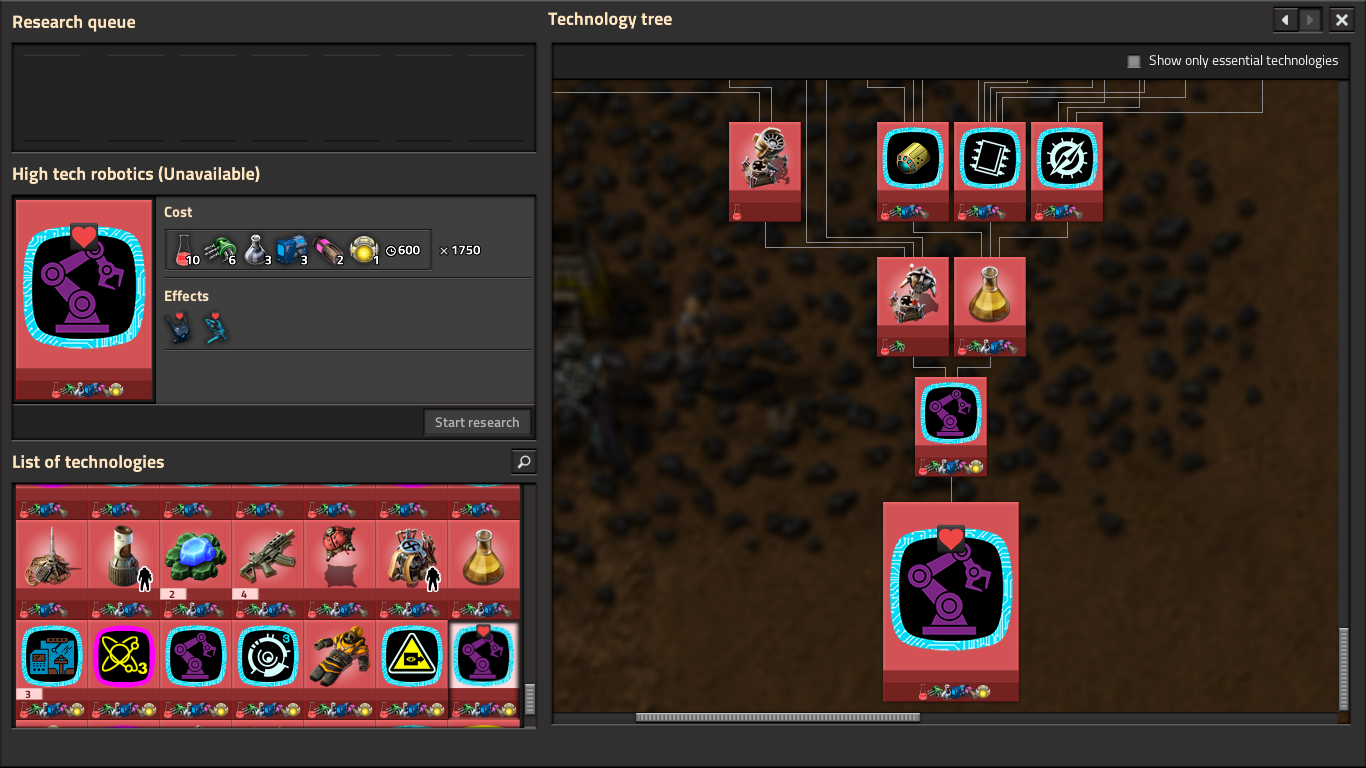 Research queue
Technology tree
Show only essential technologies
High tech robotics (Unavailable)
Cost
10 6 3 3 2 1 600 × 1750
Effects
Start research
List of technologies
2 4
3 3
3